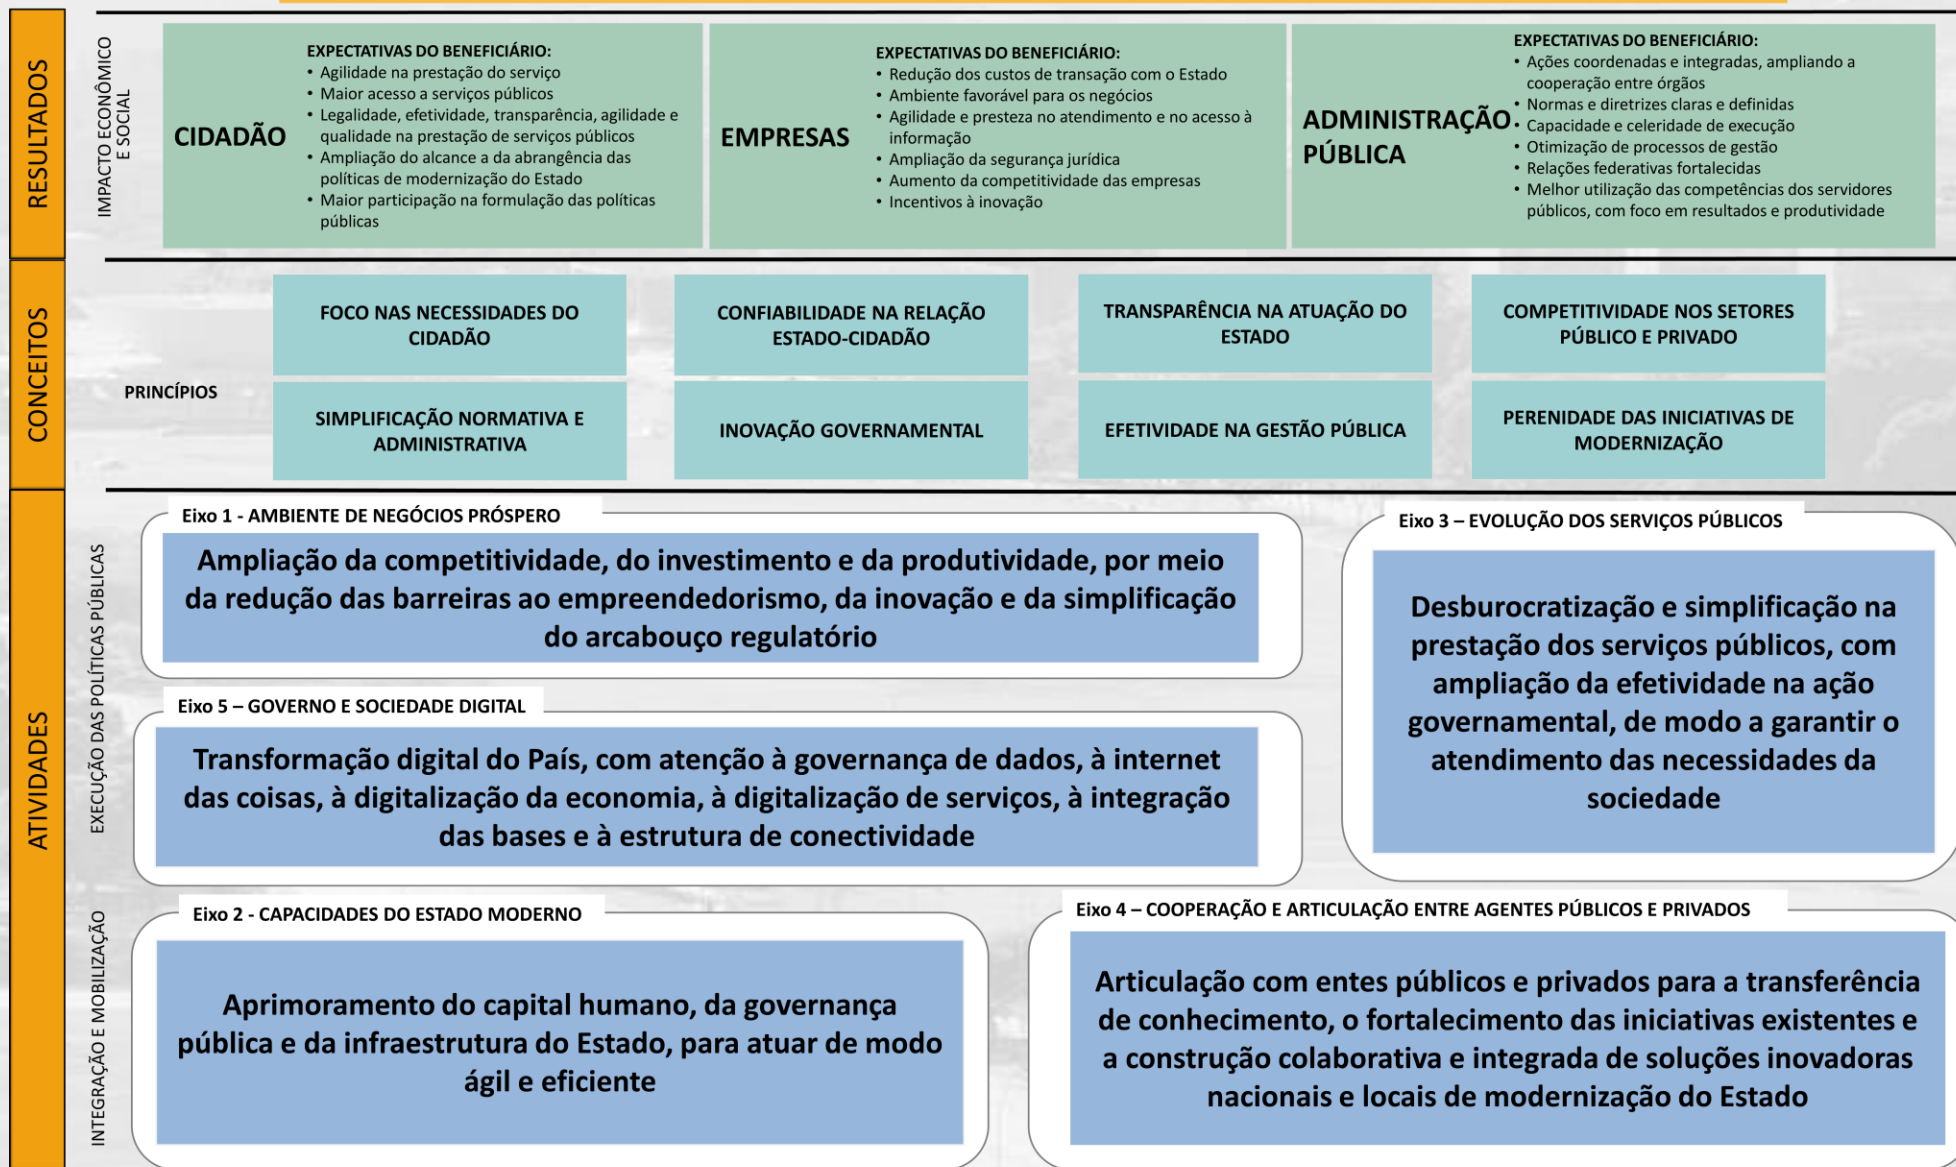 RESULTADOS
IMPACTO ECONÔMICO
E SOCIAL
CIDADÃO
EXPECTATIVAS DO BENEFICIÁRIO:
• Agilidade na prestação do serviço
• Maior acesso a serviços públicos
• Legalidade, efetividade, transparência, agilidade e
qualidade na prestação de serviços públicos
• Ampliação do alcance a da abrangência das
políticas de modernização do Estado
• Maior participação na formulação das políticas
públicas
EMPRESAS
EXPECTATIVAS DO BENEFICIÁRIO:
• Redução dos custos de transação com o Estado
• Ambiente favorável para os negócios
• Agilidade e presteza no atendimento e no acesso à
informação
• Ampliação da segurança jurídica
• Aumento da competitividade das empresas
• Incentivos à inovação
ADMINISTRAÇÃO
PÚBLICA
EXPECTATIVAS DO BENEFICIÁRIO:
• Ações coordenadas e integradas, ampliando a
cooperação entre órgãos
• Normas e diretrizes claras e definidas
• Capacidade e celeridade de execução
• Otimização de processos de gestão
• Relações federativas fortalecidas
• Melhor utilização das competências dos servidores
públicos, com foco em resultados e produtividade
CONCEITOS
PRINCÍPIOS
FOCO NAS NECESSIDADES DO
CIDADÃO
CONFIABILIDADE NA RELAÇÃO
ESTADO-CIDADÃO
TRANSPARÊNCIA NA ATUAÇÃO DO
ESTADO
COMPETITIVIDADE NOS SETORES
PÚBLICO E PRIVADO
SIMPLIFICAÇÃO NORMATIVA E
ADMINISTRATIVA
INOVAÇÃO GOVERNAMENTAL
EFETIVIDADE NA GESTÃO PÚBLICA
PERENIDADE DAS INICIATIVAS DE
MODERNIZAÇÃO
ATIVIDADES
EXECUÇÃO DAS POLÍTICAS PÚBLICAS
Eixo 1 - AMBIENTE DE NEGÓCIOS PRÓSPERO
Ampliação da competitividade, do investimento e da produtividade, por meio
da redução das barreiras ao empreendedorismo, da inovação e da simplificação
do arcabouço regulatório
Eixo 3 – EVOLUÇÃO DOS SERVIÇOS PÚBLICOS
Desburocratização e simplificação na
prestação dos serviços públicos, com
ampliação da efetividade na ação
governamental, de modo a garantir o
atendimento das necessidades da
sociedade
Eixo 5 – GOVERNO E SOCIEDADE DIGITAL
Transformação digital do País, com atenção à governança de dados, à internet
das coisas, à digitalização da economia, à digitalização de serviços, à integração
das bases e à estrutura de conectividade
INTEGRAÇÃO E MOBILIZAÇÃO
Eixo 2 - CAPACIDADES DO ESTADO MODERNO
Aprimoramento do capital humano, da governança
pública e da infraestrutura do Estado, para atuar de modo
ágil e eficiente
Eixo 4 – COOPERAÇÃO E ARTICULAÇÃO ENTRE AGENTES PÚBLICOS E PRIVADOS
Articulação com entes públicos e privados para a transferência
de conhecimento, o fortalecimento das iniciativas existentes e
a construção colaborativa e integrada de soluções inovadoras
nacionais e locais de modernização do Estado